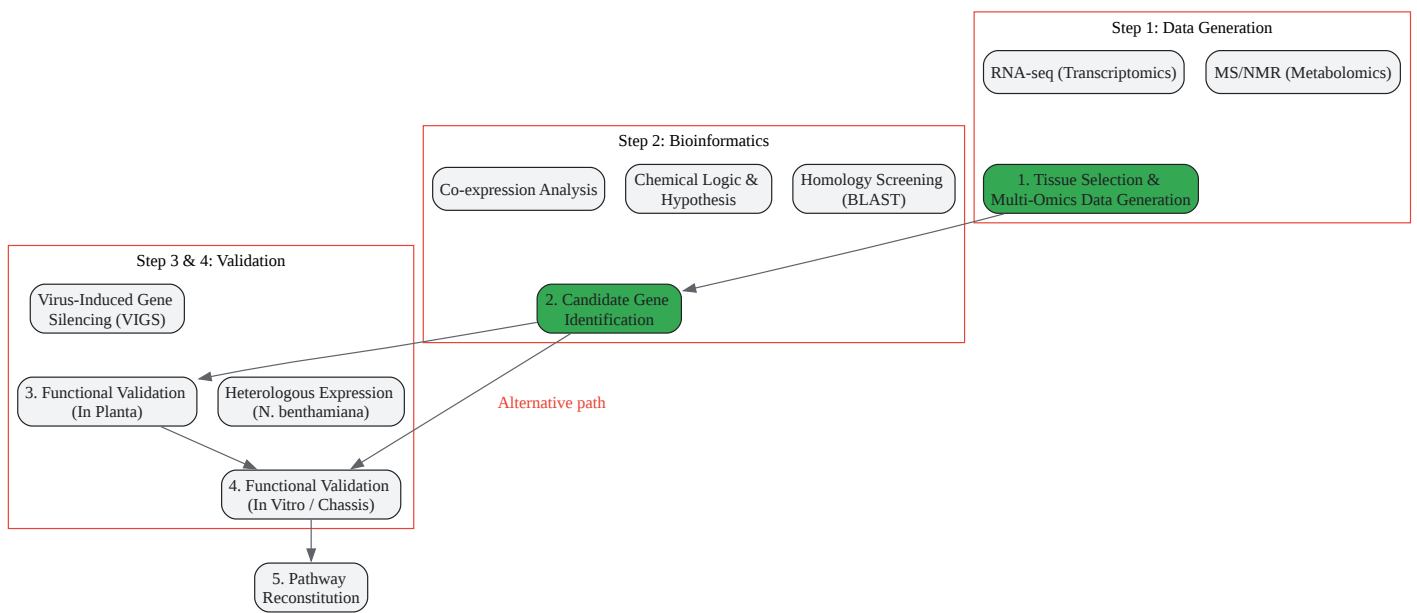 Step 1: Data Generation
RNA-seq (Transcriptomics)
MS/NMR (Metabolomics)
1. Tissue Selection &
Multi-Omics Data Generation
Step 2: Bioinformatics
Co-expression Analysis
Chemical Logic &
Hypothesis
Homology Screening
(BLAST)
2. Candidate Gene
Identification
Step 3 & 4: Validation
Virus-Induced Gene
Silencing (VIGS)
3. Functional Validation
(In Planta)
Heterologous Expression
(N. benthamiana)
Alternative path
4. Functional Validation
(In Vitro / Chassis)
5. Pathway
Reconstitution